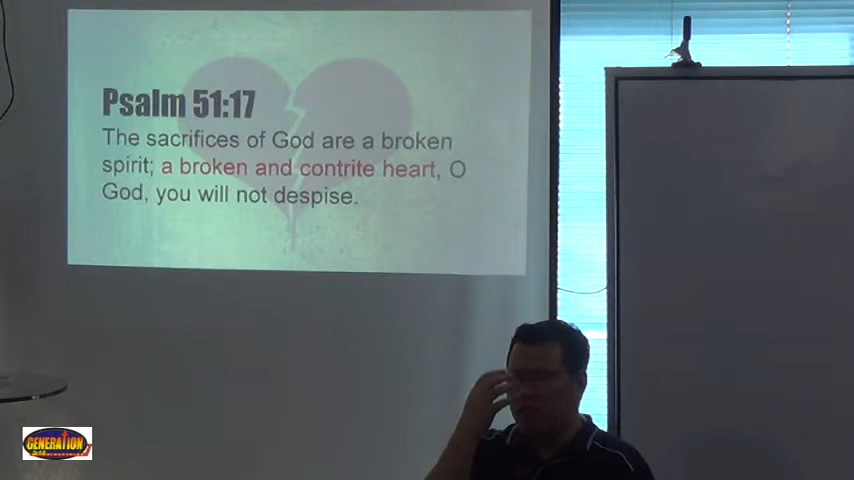 Psalm 51:17
The sacrifices of God are a broken
spirit; a broken and contrite heart, O
God, you will not despise.
GENERATION